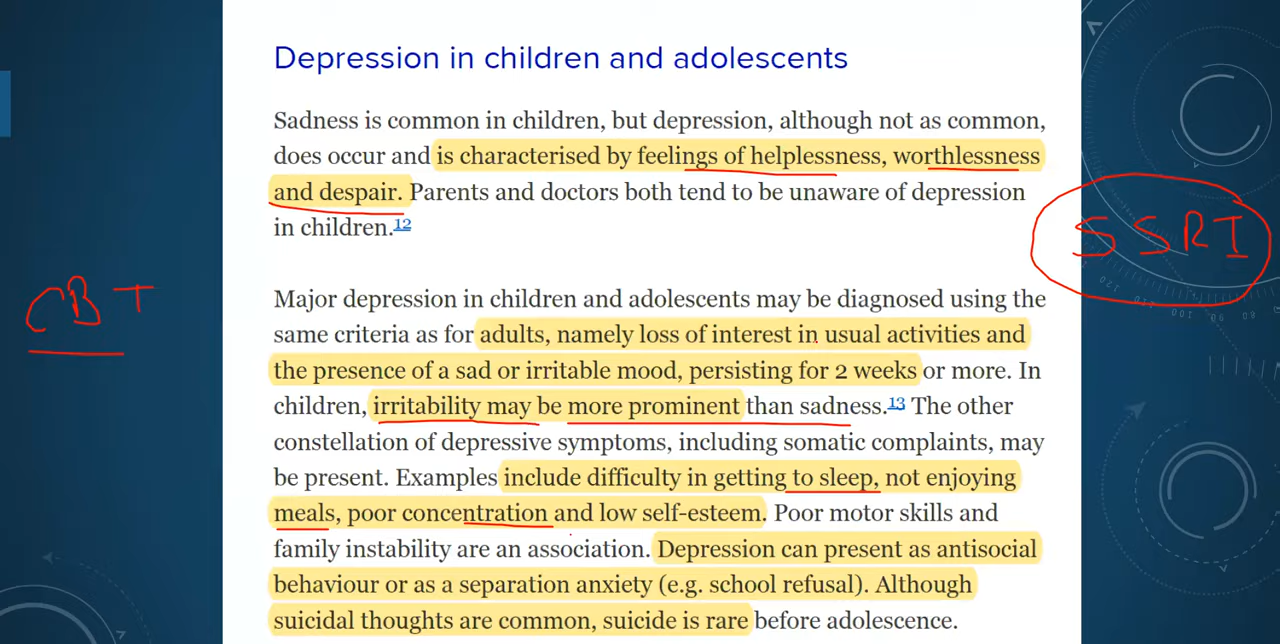 Depression in children and adolescents
Sadness is common in children, but depression, although not as common,
does occur and is characterised by feelings of helplessness, worthlessness
and despair. Parents and doctors both tend to be unaware of depression
in children.12
SSRI
CBT
Major depression in children and adolescents may be diagnosed using the
same criteria as for adults, namely loss of interest in usual activities and
the presence of a sad or irritable mood, persisting for 2 weeks or more. In
children, irritability may be more prominent than sadness.13 The other
constellation of depressive symptoms, including somatic complaints, may
be present. Examples include difficulty in getting to sleep, not enjoying
meals, poor concentration and low self-esteem. Poor motor skills and
family instability are an association. Depression can present as antisocial
behaviour or as a separation anxiety (e.g. school refusal). Although
suicidal thoughts are common, suicide is rare before adolescence.